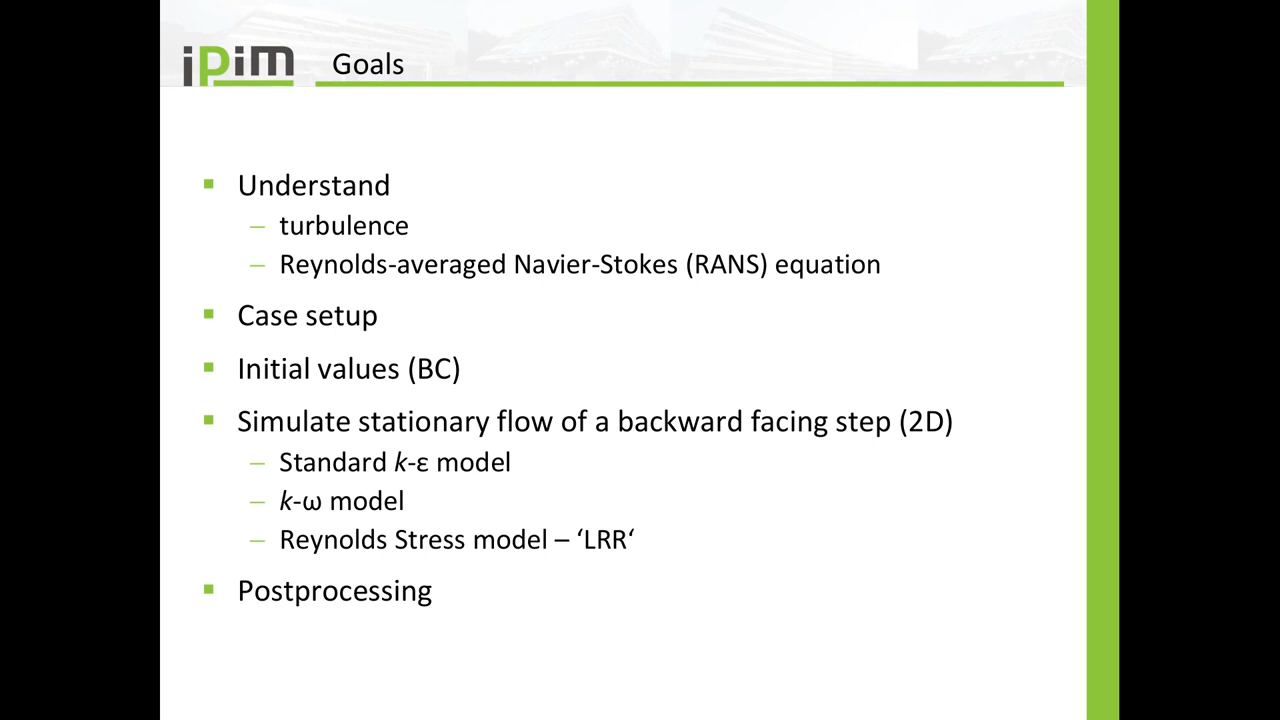 iPiM
Goals
Understand
– turbulence
– Reynolds-averaged Navier-Stokes (RANS) equation
Case setup
Initial values (BC)
Simulate stationary flow of a backward facing step (2D)
– Standard k-ε model
– k-ω model
– Reynolds Stress model – ‘LRR‘
Postprocessing